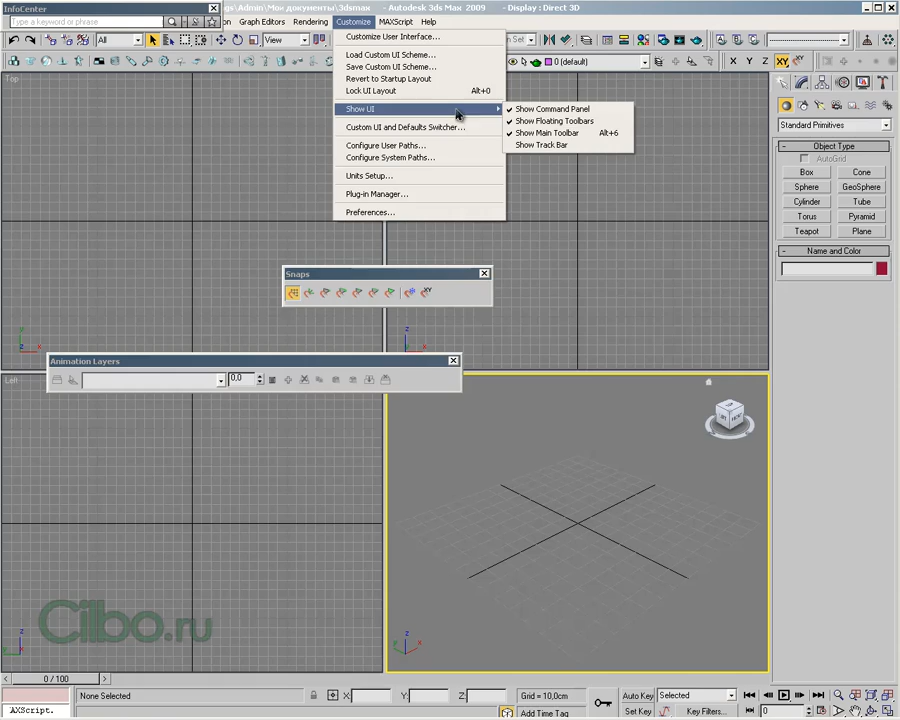 InfoCenter
gs\Admin\Мои документы\3dsmax - Autodesk 3ds Max 2009 - Display : Direct 3D
Type a keyword or phrase
on Graph Editors Rendering Customize MAXScript Help
All
View
on Set
Customize User Interface...
Load Custom UI Scheme...
Save Custom UI Scheme...
Revert to Startup Layout
Lock UI Layout Alt+0
Show UI
Custom UI and Defaults Switcher...
Configure User Paths...
Configure System Paths...
Units Setup...
Plug-in Manager...
Preferences...
Show Command Panel
Show Floating Toolbars
Show Main Toolbar Alt+6
Show Track Bar
0 (default)
X Y Z XY
Top
Standard Primitives
Object Type
AutoGrid
Box Cone
Sphere GeoSphere
Cylinder Tube
Torus Pyramid
Teapot Plane
Name and Color
Snaps
XY
y
x
z
Animation Layers
0,0
Left
Cilbo.ru
z
y
z
x
0 / 100
None Selected
X: Y: Z:
Grid = 10,0cm
Auto Key Selected
AXScript.
Add Time Tag
Set Key Key Filters...
0